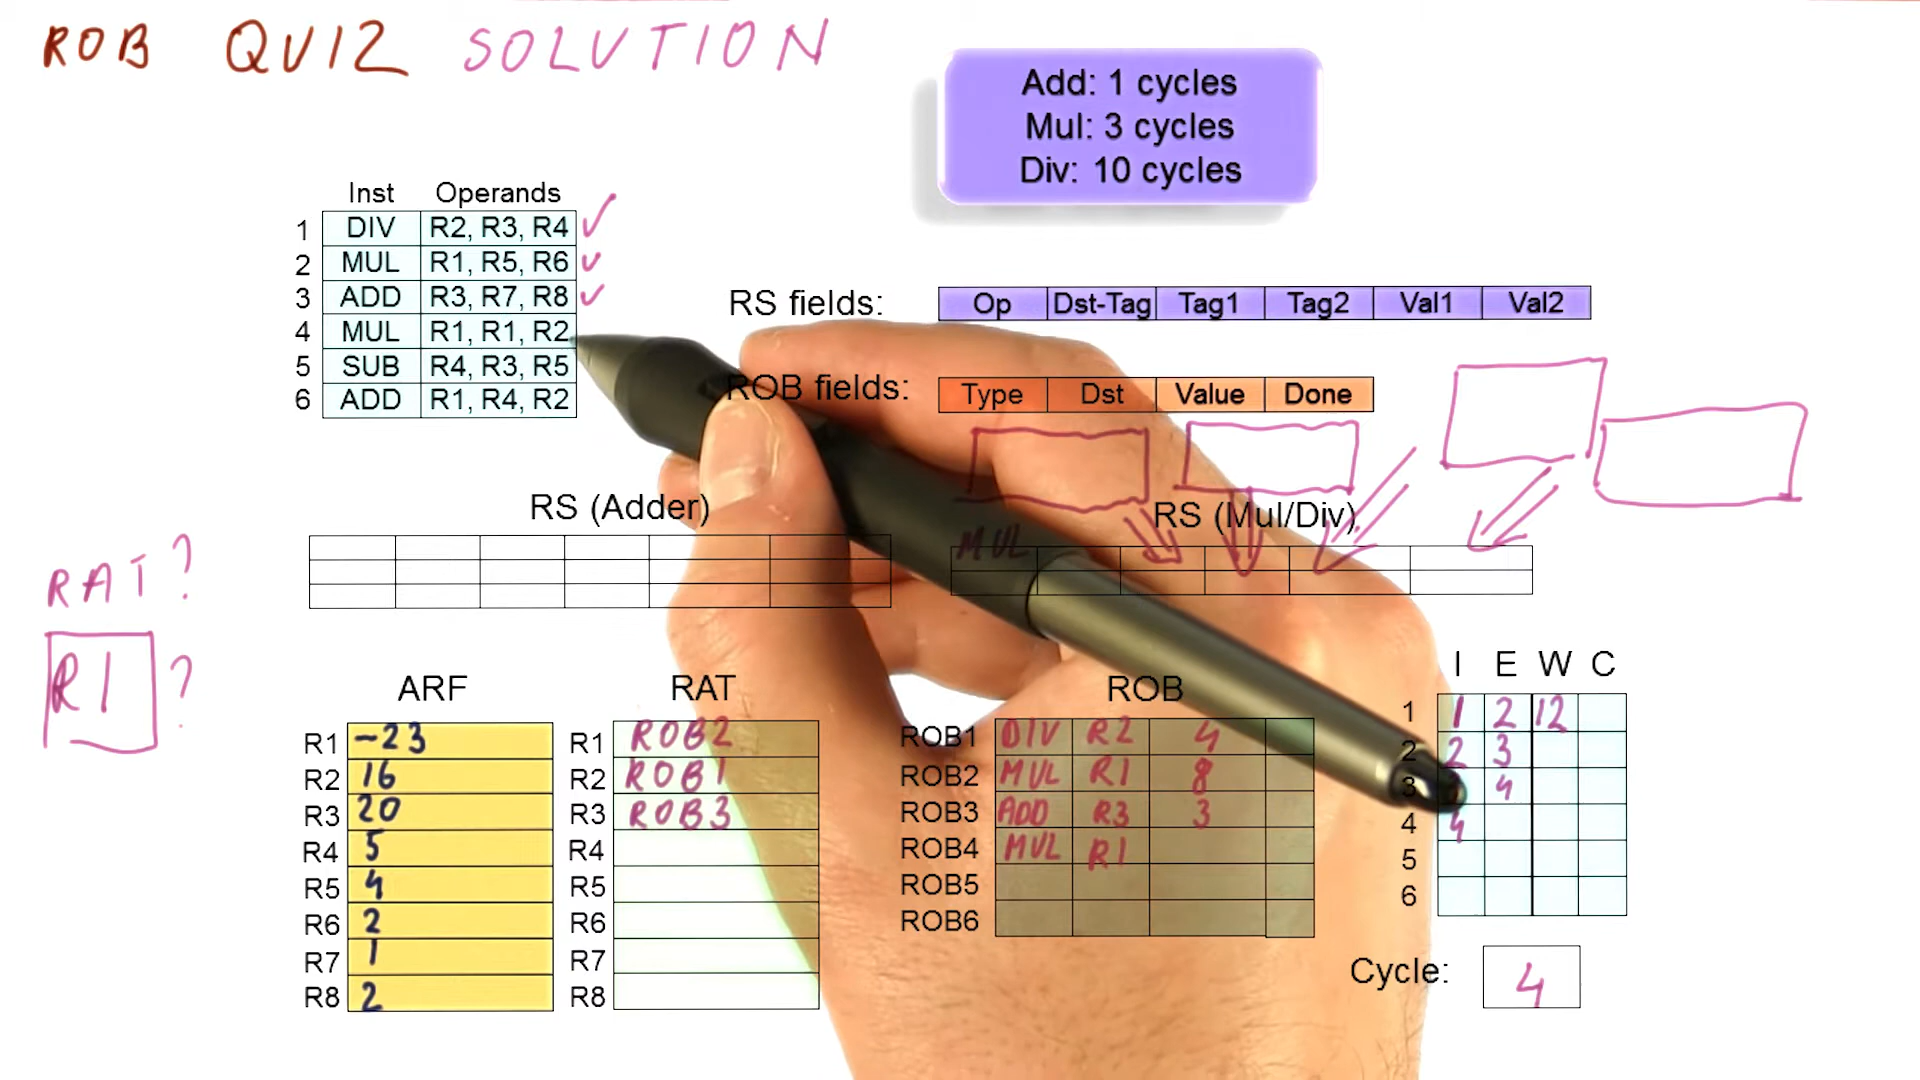 ROB QUIZ SOLUTION
Add: 1 cycles
Mul: 3 cycles
Div: 10 cycles
Inst Operands
1 DIV R2, R3, R4 ✓
2 MUL R1, R5, R6 ✓
3 ADD R3, R7, R8 ✓
4 MUL R1, R1, R2
5 SUB R4, R3, R5
6 ADD R1, R4, R2
RS fields: Op Dst-Tag Tag1 Tag2 Val1 Val2
ROB fields: Type Dst Value Done
RS (Adder)
RS (Mul/Div)
MUL
RAT?
R1?
ARF
R1 -23
R2 16
R3 20
R4 5
R5 4
R6 2
R7 1
R8 2
RAT
R1 ROB2
R2 ROB1
R3 ROB3
R4
R5
R6
R7
R8
ROB
ROB1 DIV R2 4
ROB2 MUL R1 8
ROB3 ADD R3 3
ROB4 MUL R1
ROB5
ROB6
I E W C
1 1 2 12
2 2 3
3 4
4 4
5
6
Cycle: 4